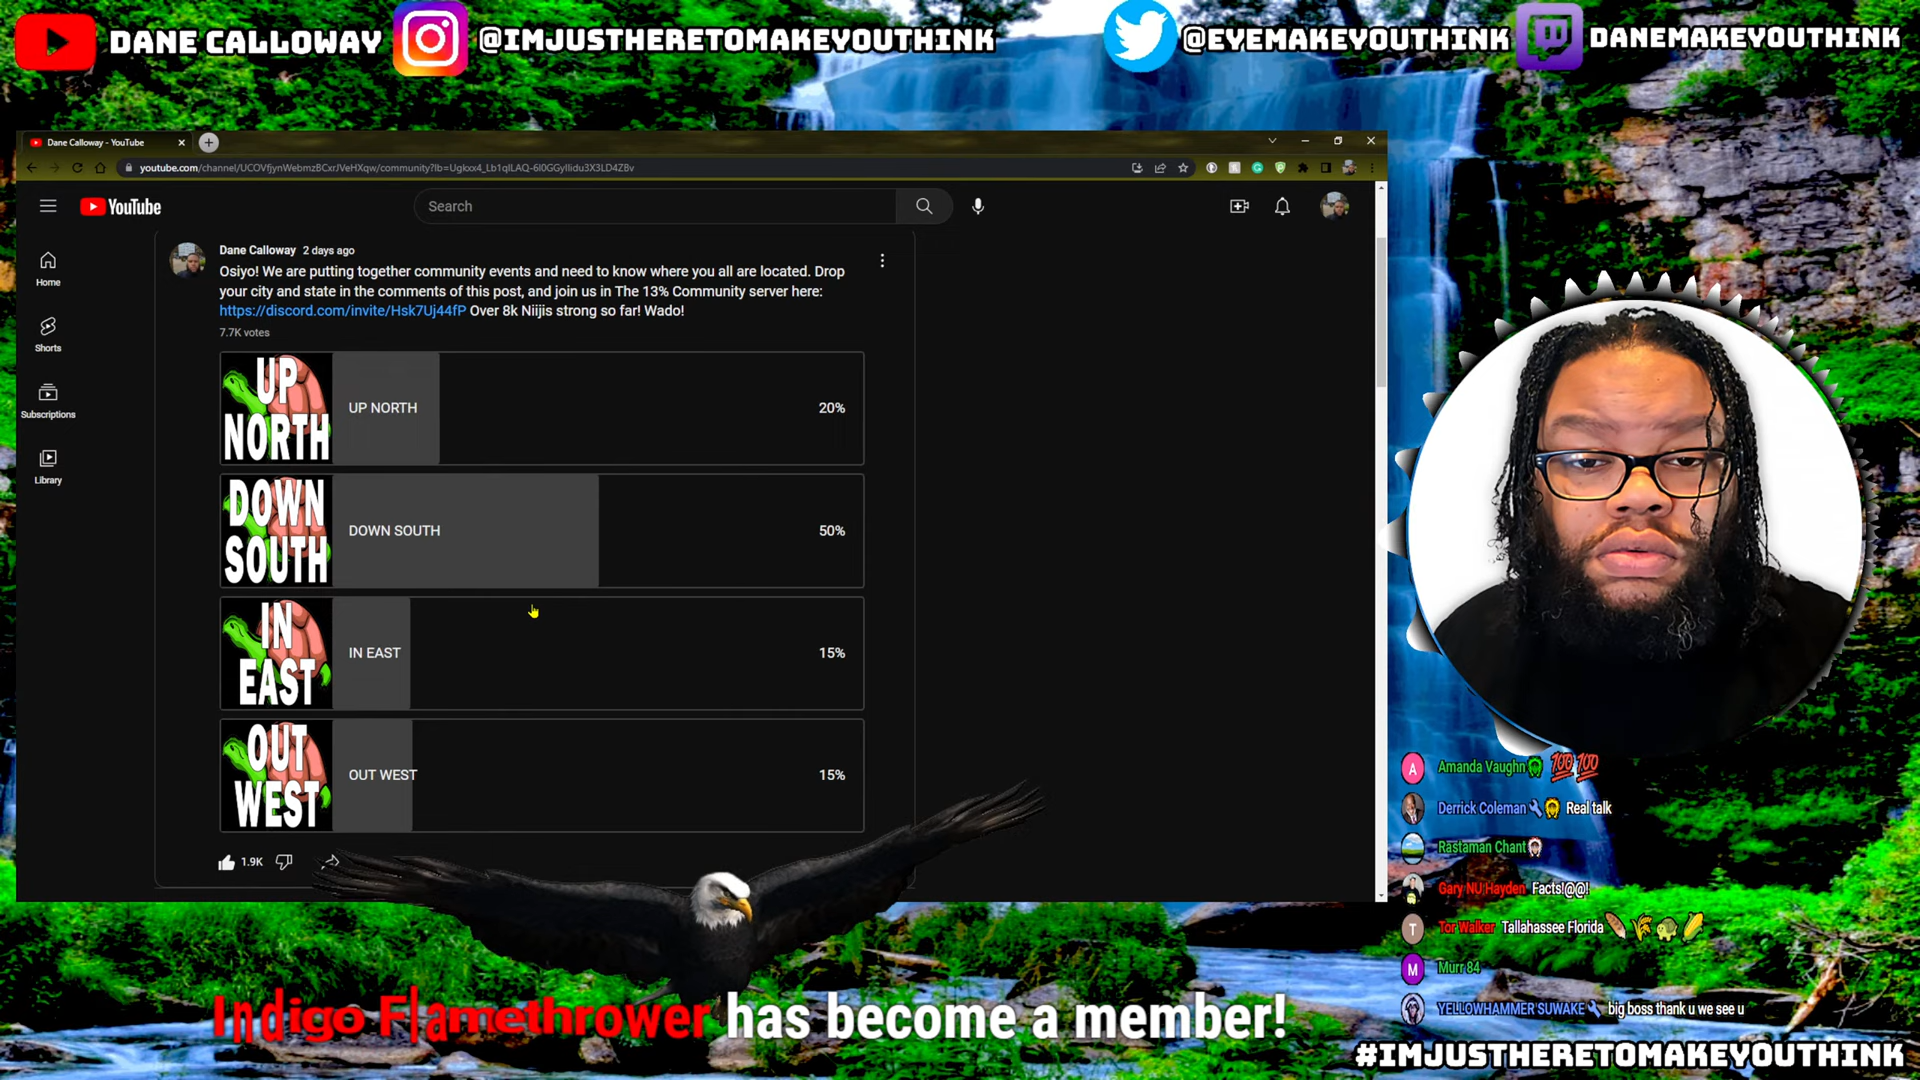 DANE CALLOWAY
@IMJUSTHERETOMAKEYOUTHINK
@EYEMAKEYOUTHINK
DANEMAKEYOUTHINK
Dane Calloway - YouTube
YouTube
Search
Home
Shorts
Subscriptions
Library
Dane Calloway 2 days ago
Osiyo! We are putting together community events and need to know where you all are located. Drop
your city and state in the comments of this post, and join us in The 13% Community server here:
https://discord.com/invite/Hsk7Uj44fP Over 8k Niijis strong so far! Wado!
7.7K votes
UP
NORTH
UP NORTH
20%
DOWN
SOUTH
DOWN SOUTH
50%
IN
EAST
IN EAST
15%
OUT
WEST
OUT WEST
15%
1.9K
A
Amanda Vaughn 💯💯
Derrick Coleman Real talk
Rastaman Chant
Gary NU Hayden Facts!@@!
T
Tor Walker Tallahassee Florida
M
Murr 84
YELLOWHAMMER'SUWAKE big boss thank u we see u
Indigo Flamethrower has become a member!
#IMJUSTHERETOMAKEYOUTHINK